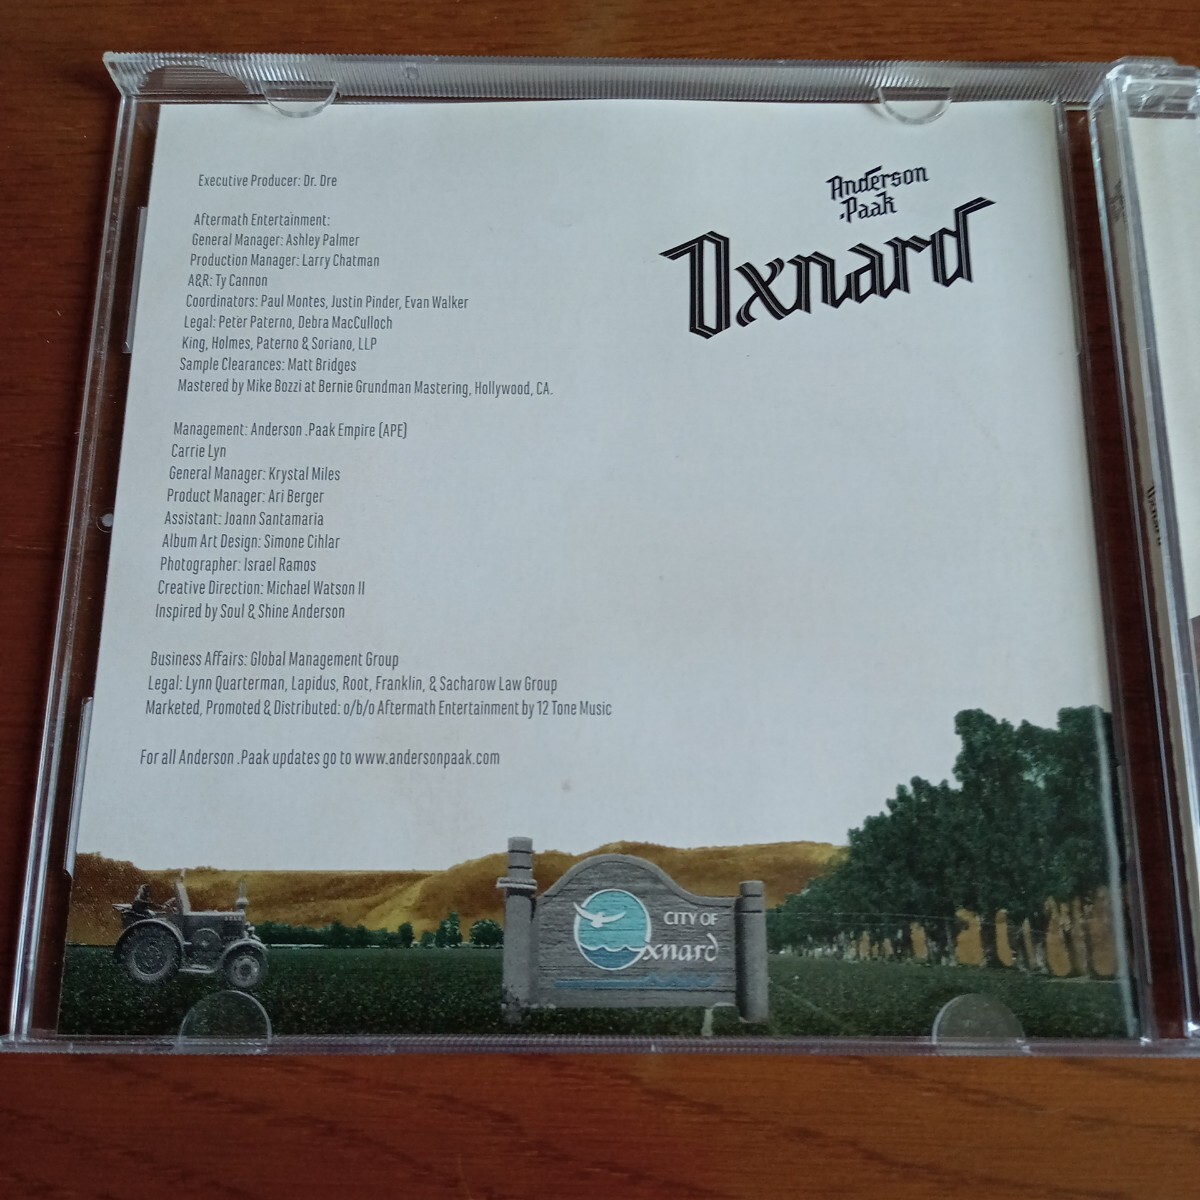 Executive Producer: Dr. Dre
Aftermath Entertainment:
General Manager: Ashley Palmer
Production Manager: Larry Chatman
A&R: Ty Cannon
Coordinators: Paul Montes, Justin Pinder, Evan Walker
Legal: Peter Paterno, Debra MacCulloch
King, Holmes, Paterno & Soriano, LLP
Sample Clearances: Matt Bridges
Mastered by Mike Bozzi at Bernie Grundman Mastering, Hollywood, CA.
Management: Anderson .Paak Empire (APE)
Carrie Lyn
General Manager: Krystal Miles
Product Manager: Ari Berger
Assistant: Joann Santamaria
Album Art Design: Simone Cihlar
Photographer: Israel Ramos
Creative Direction: Michael Watson II
Inspired by Soul & Shine Anderson
Business Affairs: Global Management Group
Legal: Lynn Quarterman, Lapidus, Root, Franklin, & Sacharow Law Group
Marketed, Promoted & Distributed: o/b/o Aftermath Entertainment by 12 Tone Music
For all Anderson .Paak updates go to www.andersonpaak.com
Anderson
.Paak
Oxnard
CITY OF
Oxnard
Oxnard